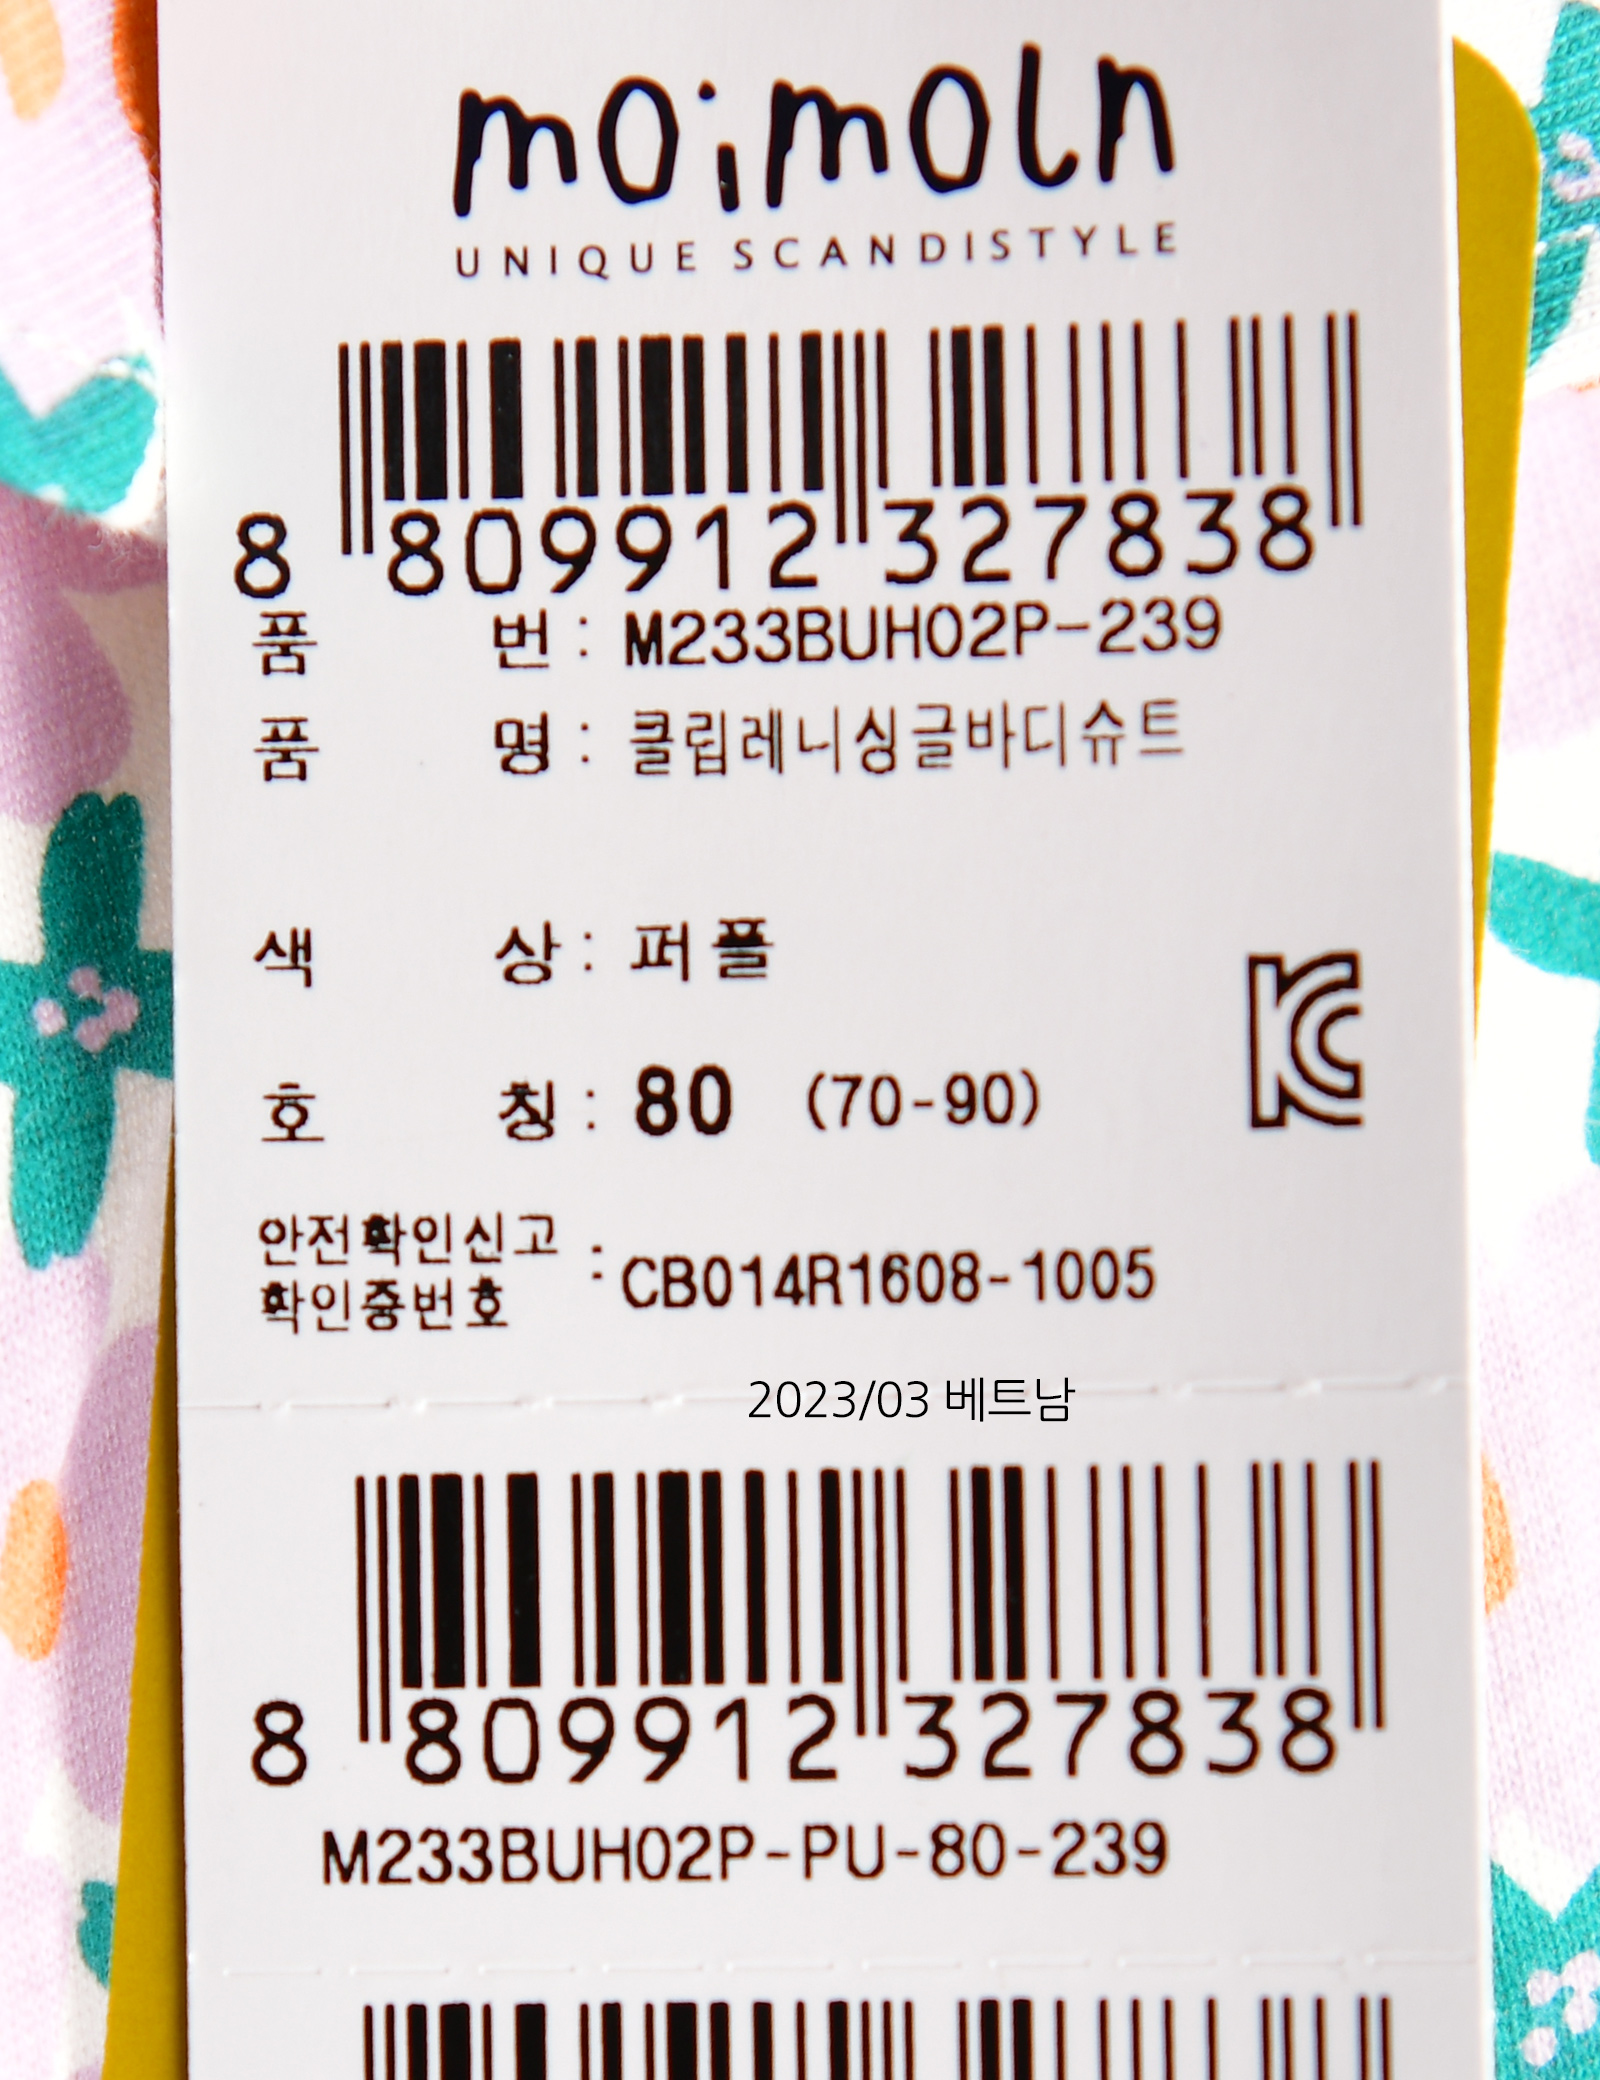 moimoln
UNIQUE SCANDISTYLE
8 809912 327838
품 번 : M233BUH02P-239
품 명 : 클립레니싱글바디슈트
색 상 : 퍼플
호 칭 : 80 (70-90)
안전확인신고
확인증번호 : CB014R1608-1005
2023/03 베트남
8 809912 327838
M233BUH02P-PU-80-239